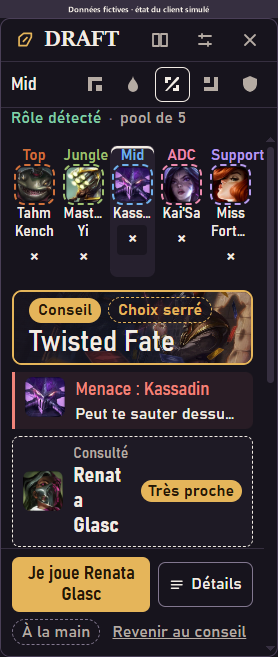 Données fictives · état du client simulé
DRAFT
Mid
Rôle détecté · pool de 5
Top Jungle Mid ADC Support
Tahm Kench Mast… Yi Kass… Kai'Sa Miss Fort…
× × × × ×
Conseil Choix serré
Twisted Fate
Menace : Kassadin
Peut te sauter dessu…
Consulté
Renat
a
Glasc
Très proche
Je joue Renata
Glasc
Détails
À la main Revenir au conseil